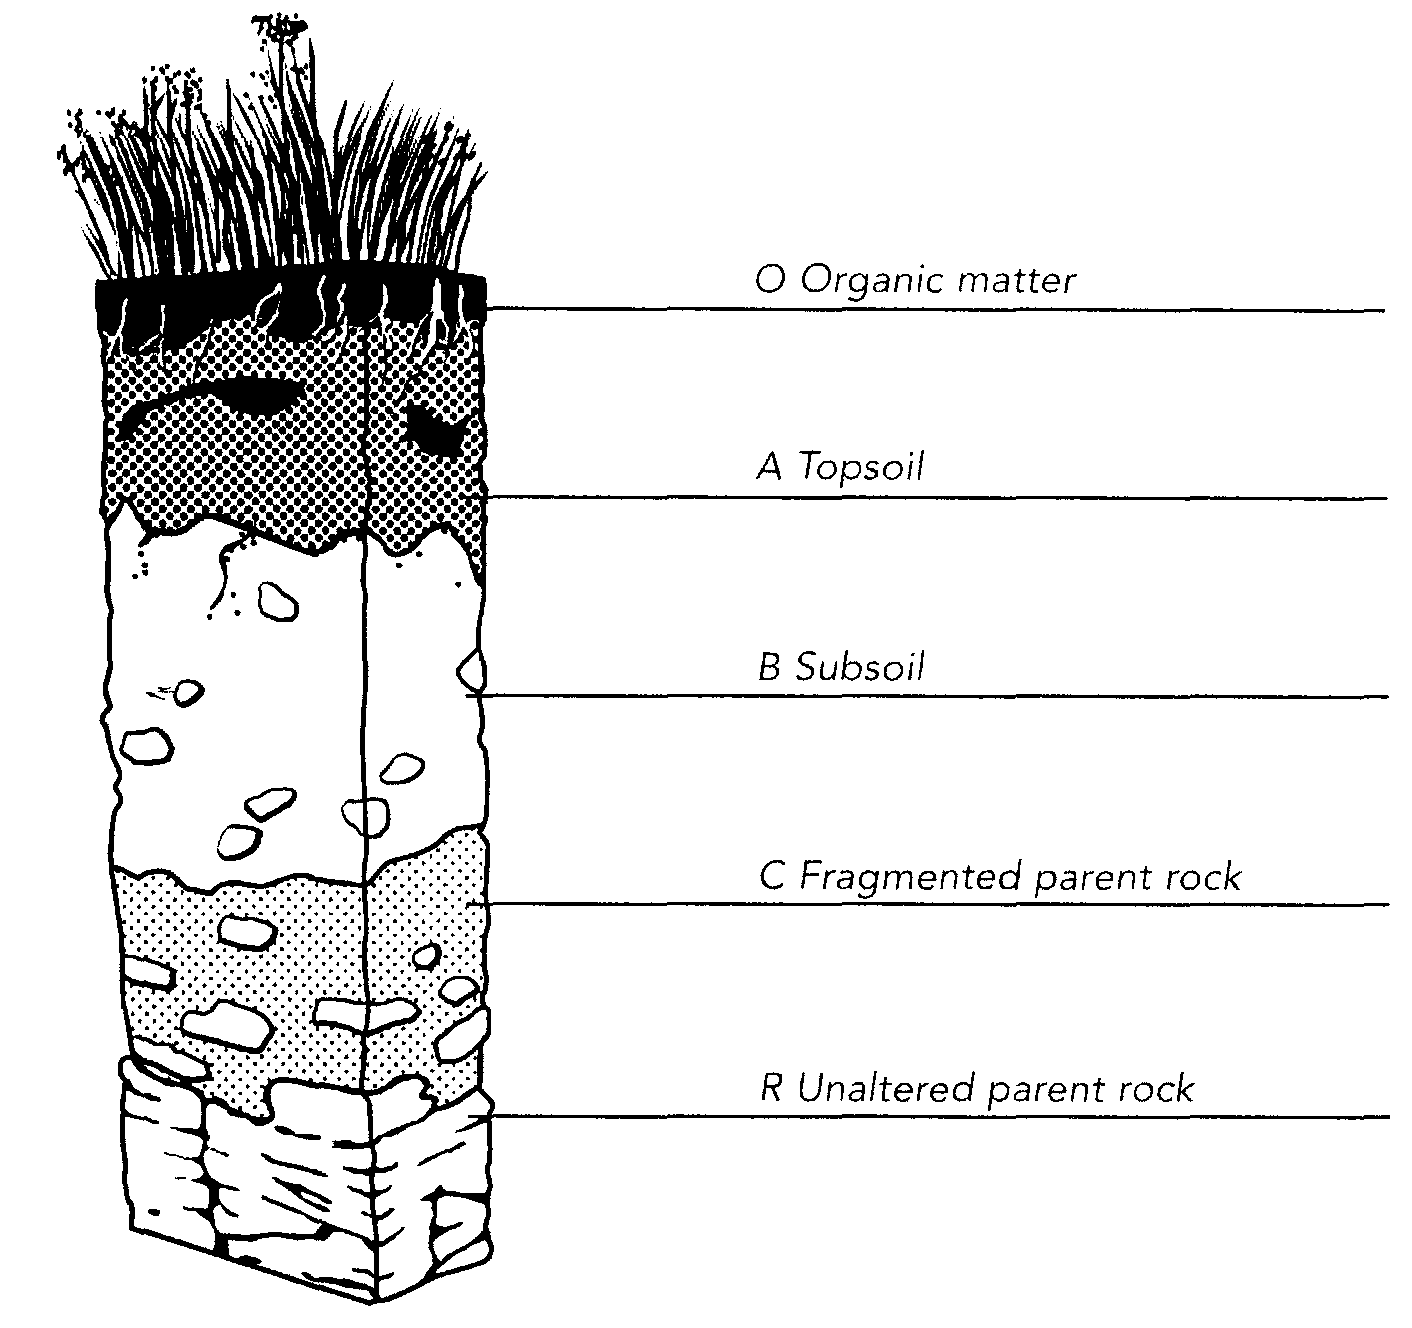 O Organic matter
A Topsoil
B Subsoil
C Fragmented parent rock
R Unaltered parent rock